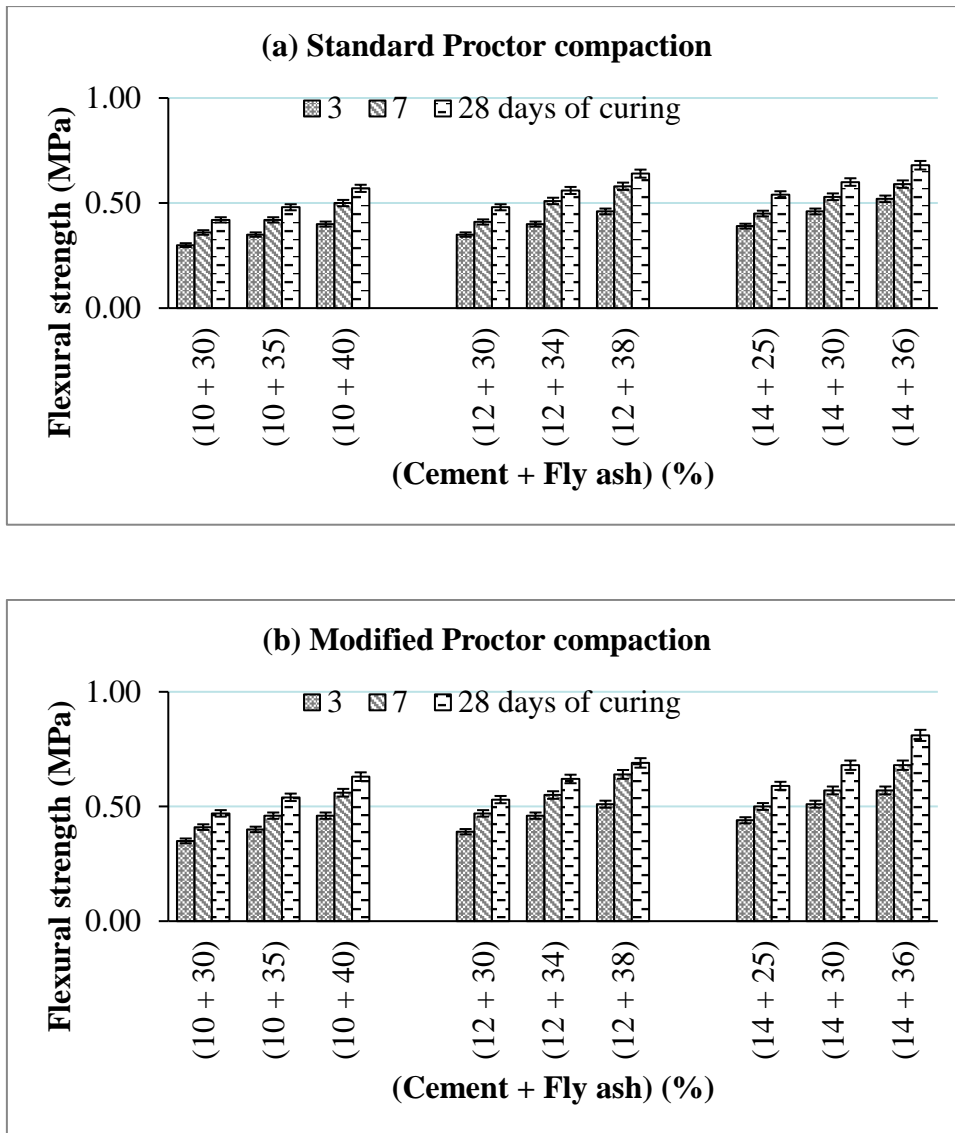 (a) Standard Proctor compaction
1.00
0.50
0.00
Flexural strength (MPa)
3 7 28 days of curing
(10 + 30)
(10 + 35)
(10 + 40)
(12 + 30)
(12 + 34)
(12 + 38)
(14 + 25)
(14 + 30)
(14 + 36)
(Cement + Fly ash) (%)
(b) Modified Proctor compaction
1.00
0.50
0.00
Flexural strength (MPa)
3 7 28 days of curing
(10 + 30)
(10 + 35)
(10 + 40)
(12 + 30)
(12 + 34)
(12 + 38)
(14 + 25)
(14 + 30)
(14 + 36)
(Cement + Fly ash) (%)